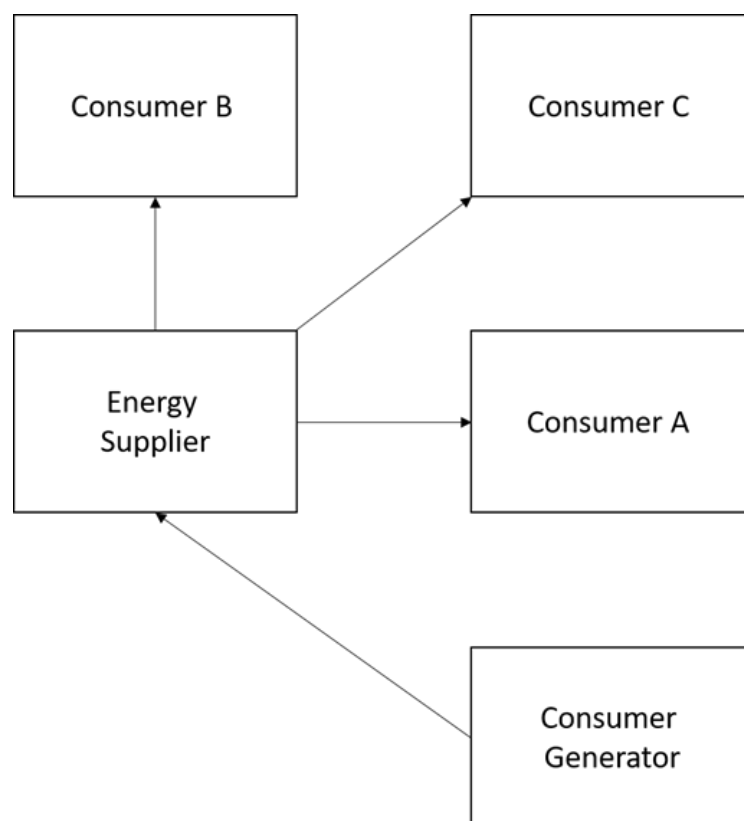 Consumer B
Consumer C
Energy
Supplier
Consumer A
Consumer
Generator